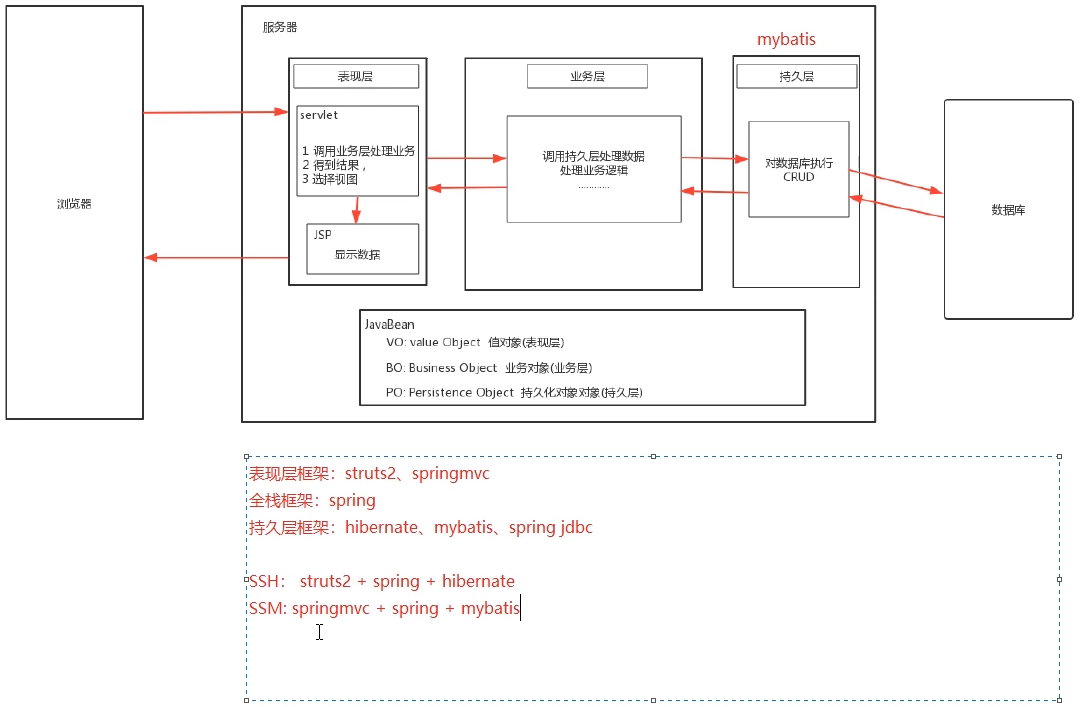 服务器
mybatis
表现层
业务层
持久层
servlet
1 调用业务层处理业务
2 得到结果，
3 选择视图
调用持久层处理数据
处理业务逻辑
............
对数据库执行
CRUD
浏览器
数据库
JSP
显示数据
JavaBean
VO: value Object 值对象(表现层)
BO: Business Object 业务对象(业务层)
PO: Persistence Object 持久化对象对象(持久层)
表现层框架：struts2、springmvc
全栈框架：spring
持久层框架：hibernate、mybatis、spring jdbc
SSH： struts2 + spring + hibernate
SSM: springmvc + spring + mybatis